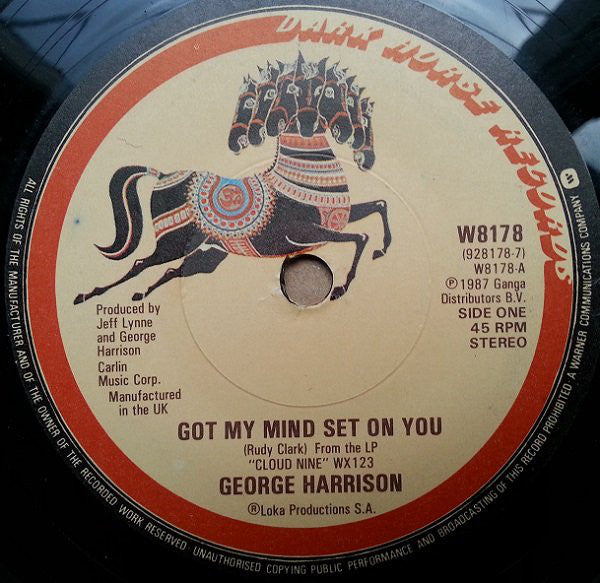 DARK HORSE RECORDS
W8178
(928178-7)
W8178-A
Ⓟ1987 Ganga
Distributors B.V.
SIDE ONE
45 RPM
STEREO
Produced by
Jeff Lynne
and George
Harrison
Carlin
Music Corp.
Manufactured
in the UK
GOT MY MIND SET ON YOU
(Rudy Clark) From the LP
"CLOUD NINE" WX123
GEORGE HARRISON
®Loka Productions S.A.
ALL RIGHTS OF THE MANUFACTURER AND OF THE OWNER OF THE RECORDED WORK RESERVED UNAUTHORISED COPYING PUBLIC PERFORMANCE AND BROADCASTING OF THIS RECORD PROHIBITED A WARNER COMMUNICATIONS COMPANY